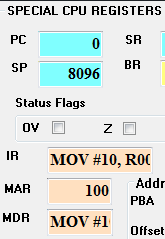 SPECIAL CPU REGISTERS
PC 0 SR
SP 8096 BR
Status Flags
OV Z
IR MOV #10, R00
MAR 100 Addr
MDR MOV #1 PBA
Offset